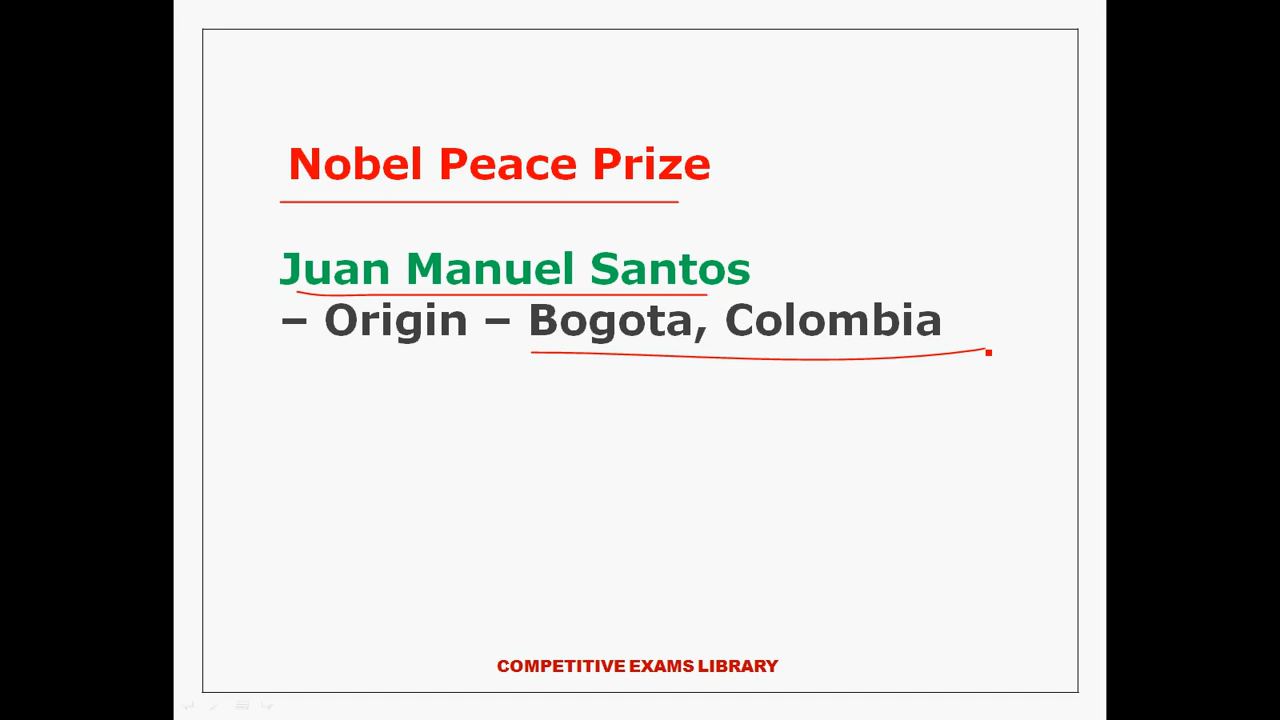 Nobel Peace Prize
Juan Manuel Santos
– Origin – Bogota, Colombia
COMPETITIVE EXAMS LIBRARY